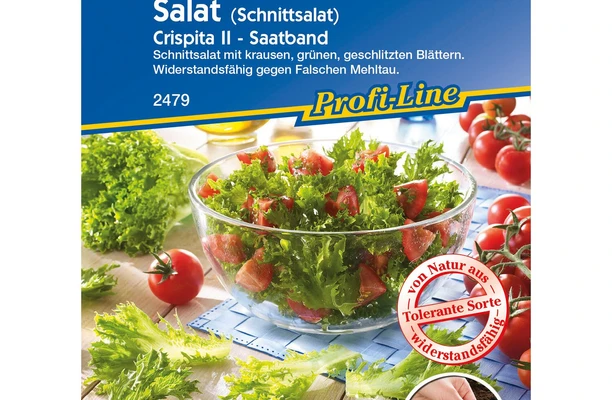 Salat (Schnittsalat)
Crispita II - Saatband
Schnittsalat mit krausen, grünen, geschlitzten Blättern.
Widerstandsfähig gegen Falschen Mehltau.
2479
Profi-Line
von Natur aus
Tolerante Sorte
widerstandsfähig